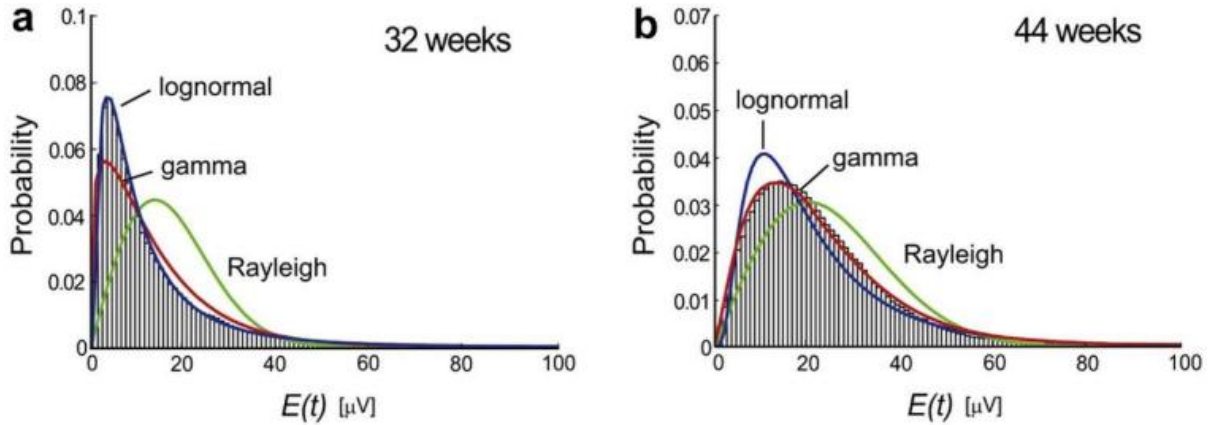 a
32 weeks
0.1
0.08
0.06
0.04
0.02
0
Probability
lognormal
gamma
Rayleigh
0 20 40 60 80 100
E(t) [μV]
b
44 weeks
0.07
0.06
0.05
0.04
0.03
0.02
0.01
0
Probability
lognormal
gamma
Rayleigh
0 20 40 60 80 100
E(t) [μV]